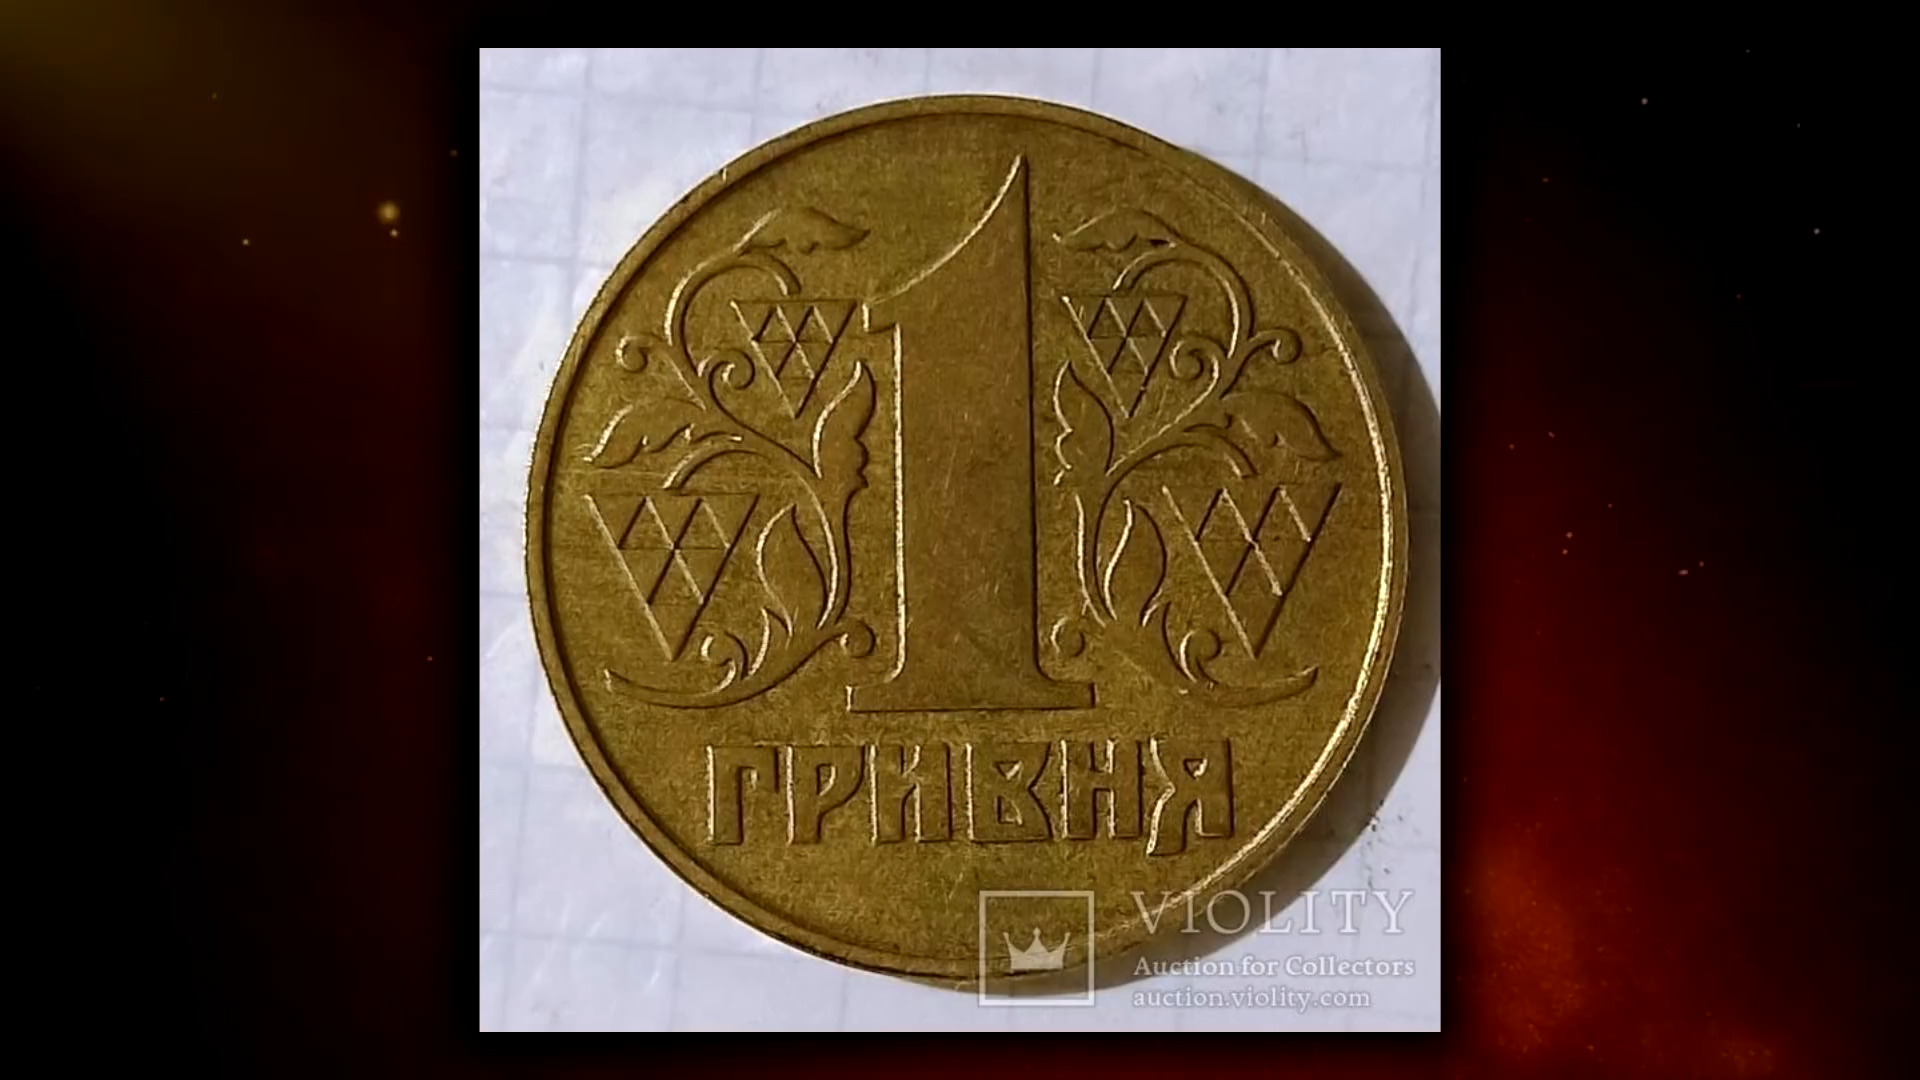 1
ГРИВНЯ
VIOLITY
Auction for Collectors
auction.violity.com